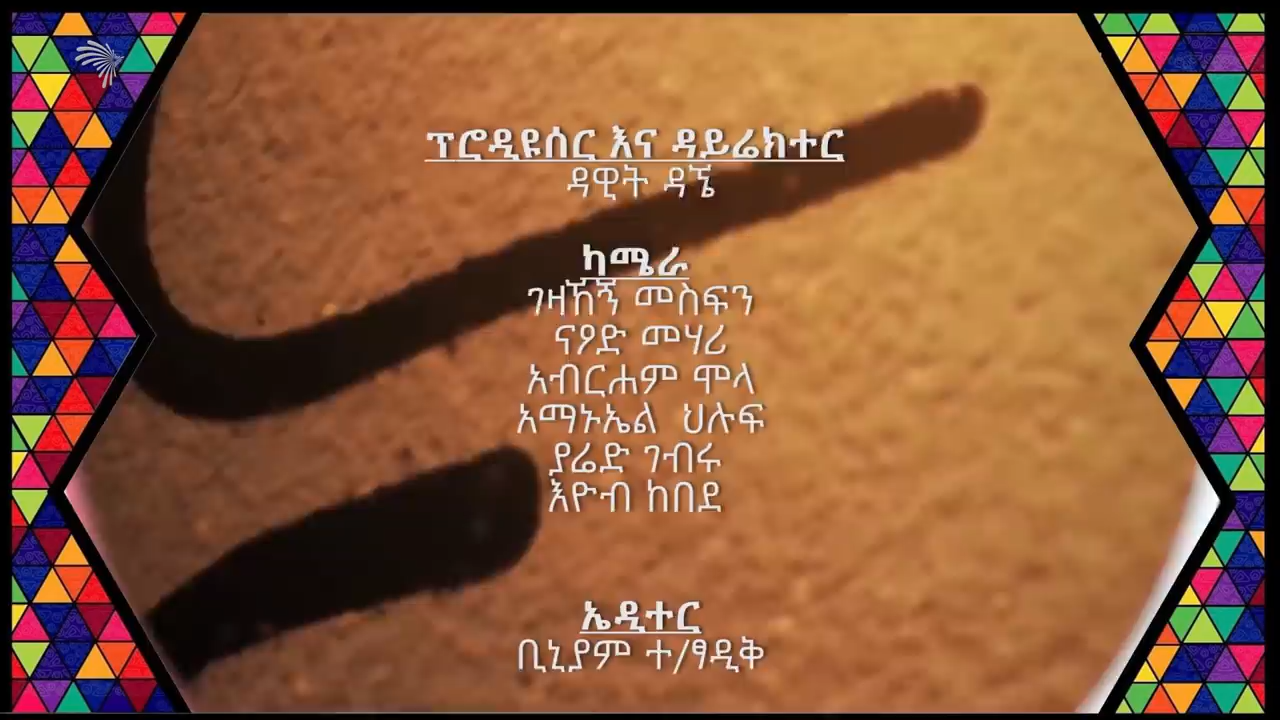 ፕሮዲዩሰር እና ዳይሬክተር
ዳዊት ዳኜ
ካሜራ
ገዛኸኝ መስፍን
ናዖድ መሃሪ
አብርሐም ሞላ
አማኑኤል ህሉፍ
ያሬድ ገብሩ
እዮብ ከበደ
ኤዲተር
ቢኒያም ተ/ፃዲቅ